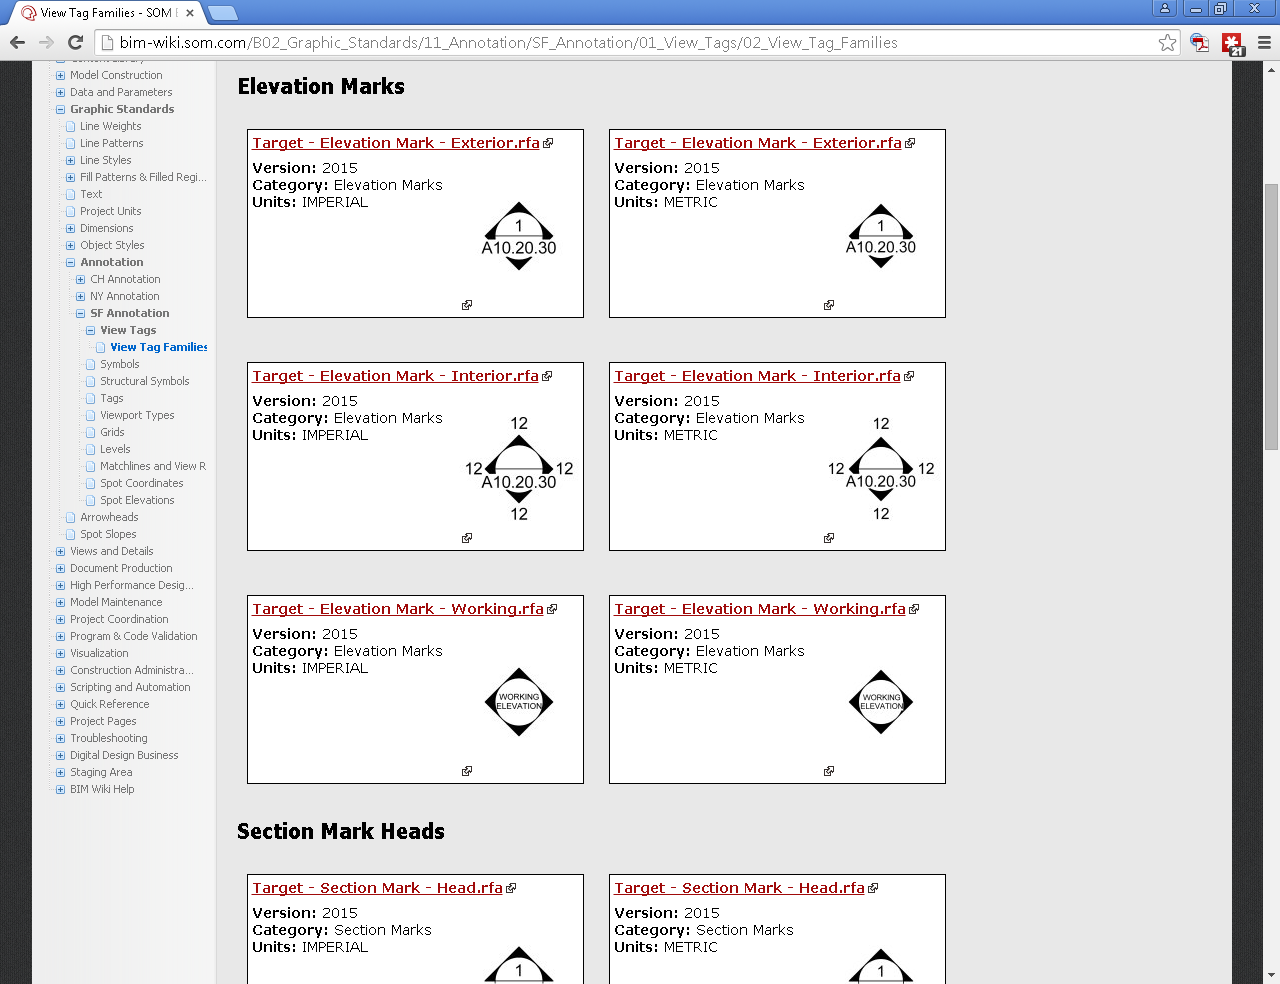 View Tag Families - SOM
bim-wiki.som.com/B02_Graphic_Standards/11_Annotation/SF_Annotation/01_View_Tags/02_View_Tag_Families
21
Model Construction
Data and Parameters
Graphic Standards
Line Weights
Line Patterns
Line Styles
Fill Patterns & Filled Regi...
Text
Project Units
Dimensions
Object Styles
Annotation
CH Annotation
NY Annotation
SF Annotation
View Tags
View Tag Families
Symbols
Structural Symbols
Tags
Viewport Types
Grids
Levels
Matchlines and View R
Spot Coordinates
Spot Elevations
Arrowheads
Spot Slopes
Views and Details
Document Production
High Performance Desig...
Model Maintenance
Project Coordination
Program & Code Validation
Visualization
Construction Administra...
Scripting and Automation
Quick Reference
Project Pages
Troubleshooting
Digital Design Business
Staging Area
BIM Wiki Help
Elevation Marks
Target - Elevation Mark - Exterior.rfa
Version: 2015
Category: Elevation Marks
Units: IMPERIAL
1
A10.20.30
Target - Elevation Mark - Exterior.rfa
Version: 2015
Category: Elevation Marks
Units: METRIC
1
A10.20.30
Target - Elevation Mark - Interior.rfa
Version: 2015
Category: Elevation Marks
Units: IMPERIAL
12
12 12
A10.20.30
12
Target - Elevation Mark - Interior.rfa
Version: 2015
Category: Elevation Marks
Units: METRIC
12
12 12
A10.20.30
12
Target - Elevation Mark - Working.rfa
Version: 2015
Category: Elevation Marks
Units: IMPERIAL
WORKING
ELEVATION
Target - Elevation Mark - Working.rfa
Version: 2015
Category: Elevation Marks
Units: METRIC
WORKING
ELEVATION
Section Mark Heads
Target - Section Mark - Head.rfa
Version: 2015
Category: Section Marks
Units: IMPERIAL
1
Target - Section Mark - Head.rfa
Version: 2015
Category: Section Marks
Units: METRIC
1